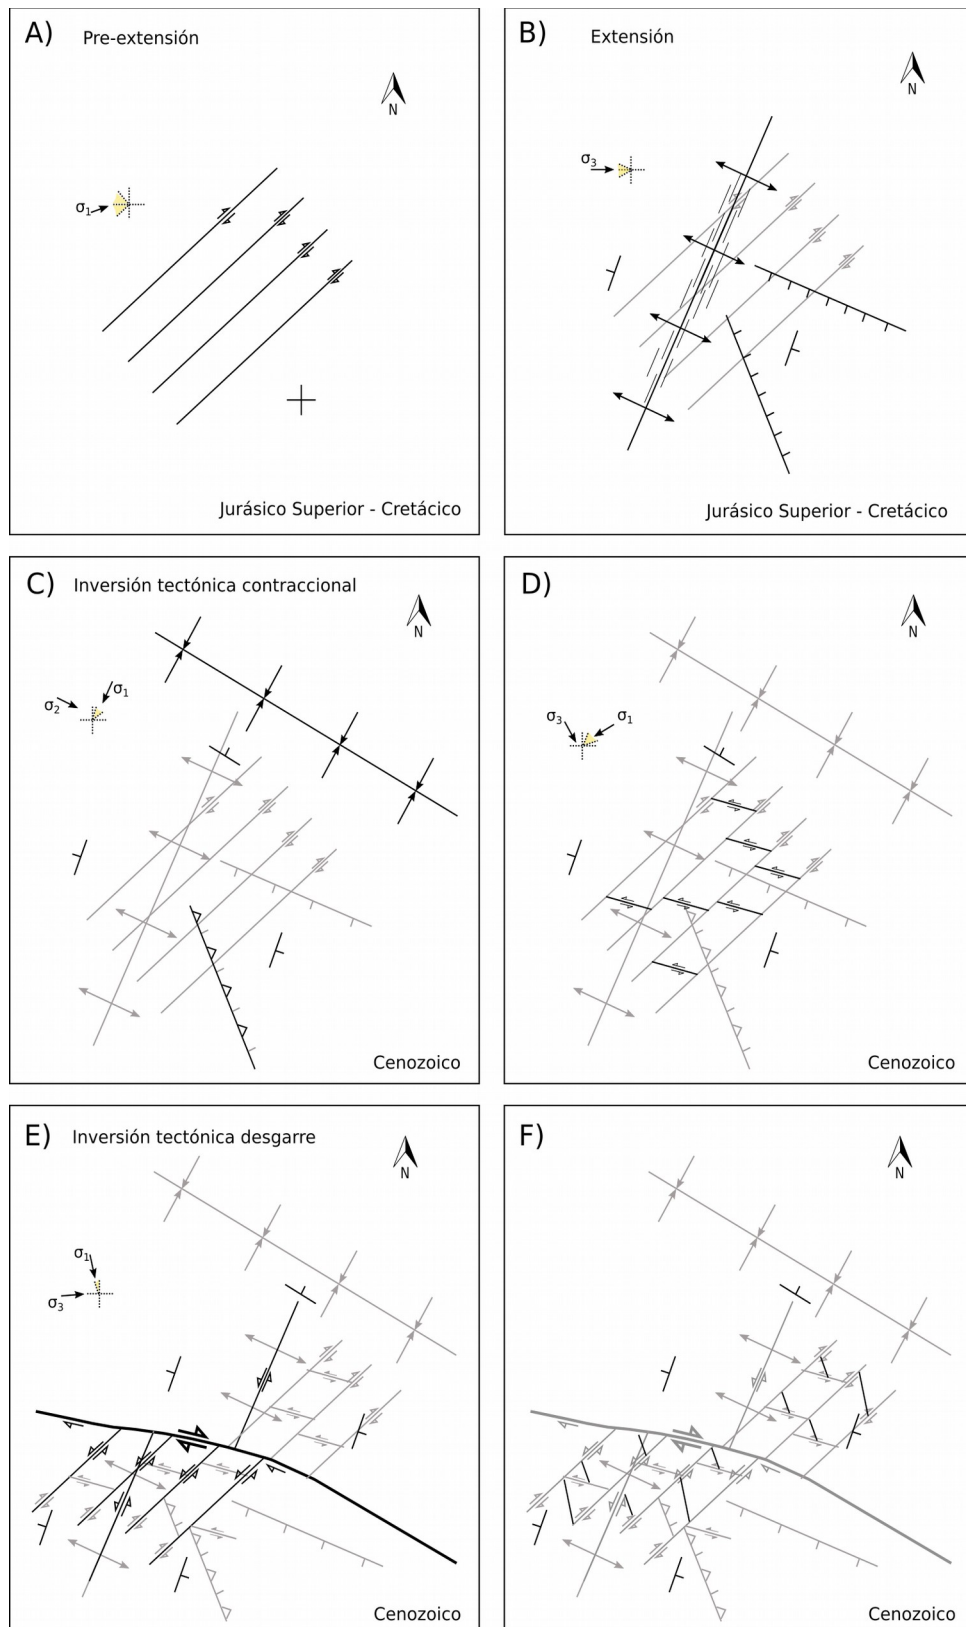 A) Pre-extensión
N
σ1
Jurásico Superior - Cretácico
B) Extensión
N
σ3
Jurásico Superior - Cretácico
C) Inversión tectónica contraccional
N
σ2
σ1
Cenozoico
D)
N
σ3
σ1
Cenozoico
E) Inversión tectónica desgarre
N
σ1
σ3
Cenozoico
F)
N
Cenozoico